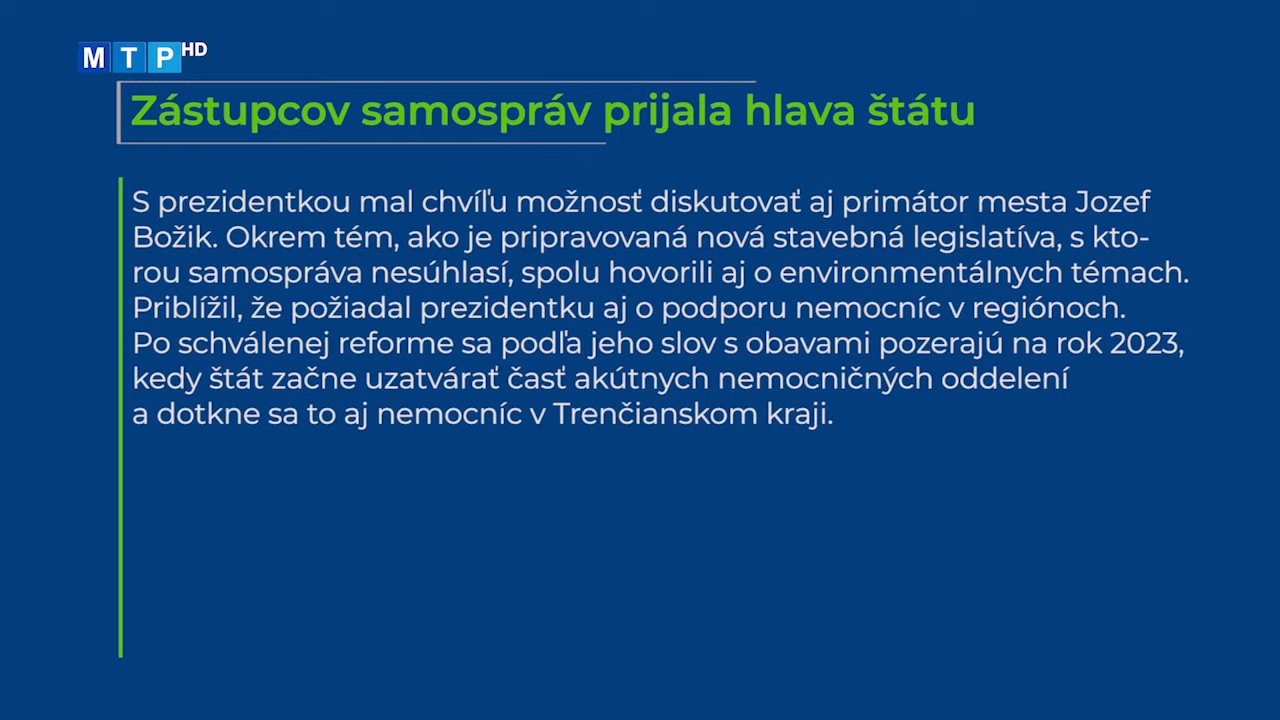 MTP HD
Zástupcov samospráv prijala hlava štátu
S prezidentkou mal chvíľu možnosť diskutovať aj primátor mesta Jozef
Božik. Okrem tém, ako je pripravovaná nová stavebná legislatíva, s kto-
rou samospráva nesúhlasí, spolu hovorili aj o environmentálnych témach.
Priblížil, že požiadal prezidentku aj o podporu nemocníc v regiónoch.
Po schválenej reforme sa podľa jeho slov s obavami pozerajú na rok 2023,
kedy štát začne uzatvárať časť akútnych nemocničných oddelení
a dotkne sa to aj nemocníc v Trenčianskom kraji.